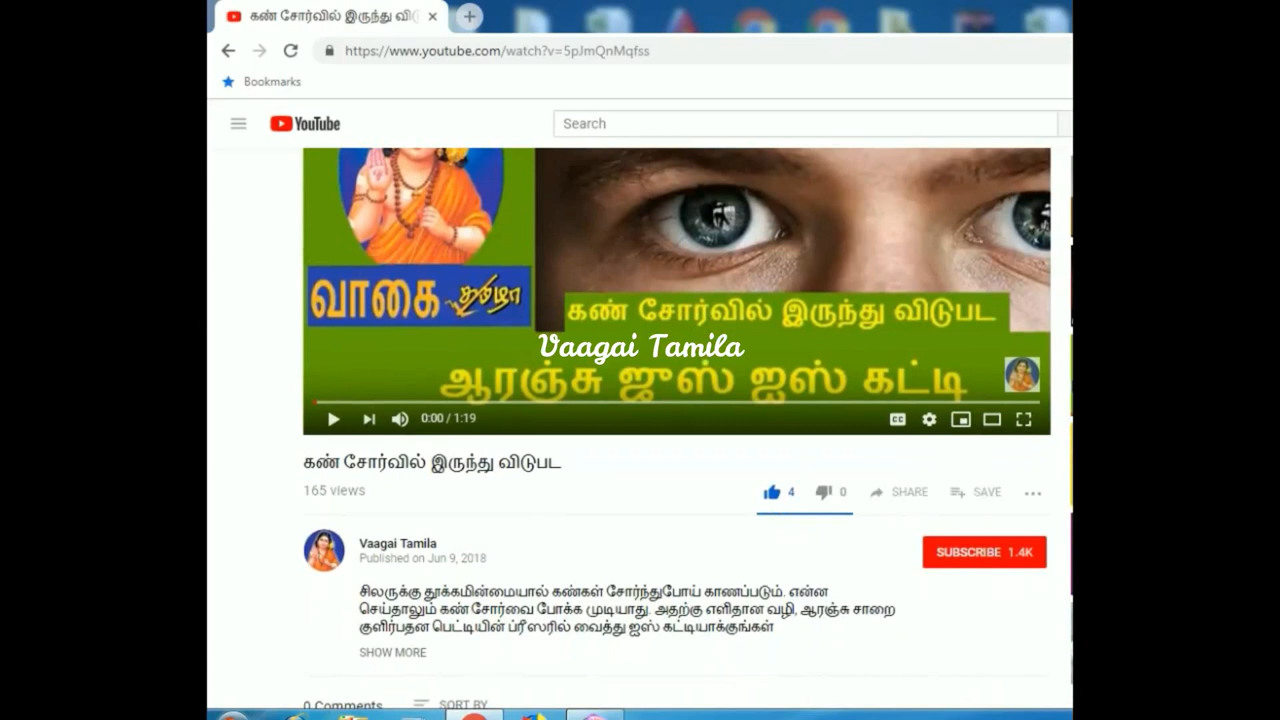 கண் சோர்வில் இருந்து விடு
https://www.youtube.com/watch?v=5pJmQnMqfss
Bookmarks
YouTube
Search
வாகை தமிழா
கண் சோர்வில் இருந்து விடுபட
Vaagai Tamila
ஆரஞ்சு ஜுஸ் ஐஸ் கட்டி
0:00 / 1:19
CC
கண் சோர்வில் இருந்து விடுபட
165 views
4 0 SHARE SAVE
Vaagai Tamila
Published on Jun 9, 2018
SUBSCRIBE 1.4K
சிலருக்கு தூக்கமின்மையால் கண்கள் சோர்ந்துபோய் காணப்படும். என்ன
செய்தாலும் கண் சோர்வை போக்க முடியாது. அதற்கு எளிதான வழி, ஆரஞ்சு சாறை
குளிர்பதன பெட்டியின் ப்ரீஸரில் வைத்து ஐஸ் கட்டியாக்குங்கள்
SHOW MORE
0 Comments SORT BY